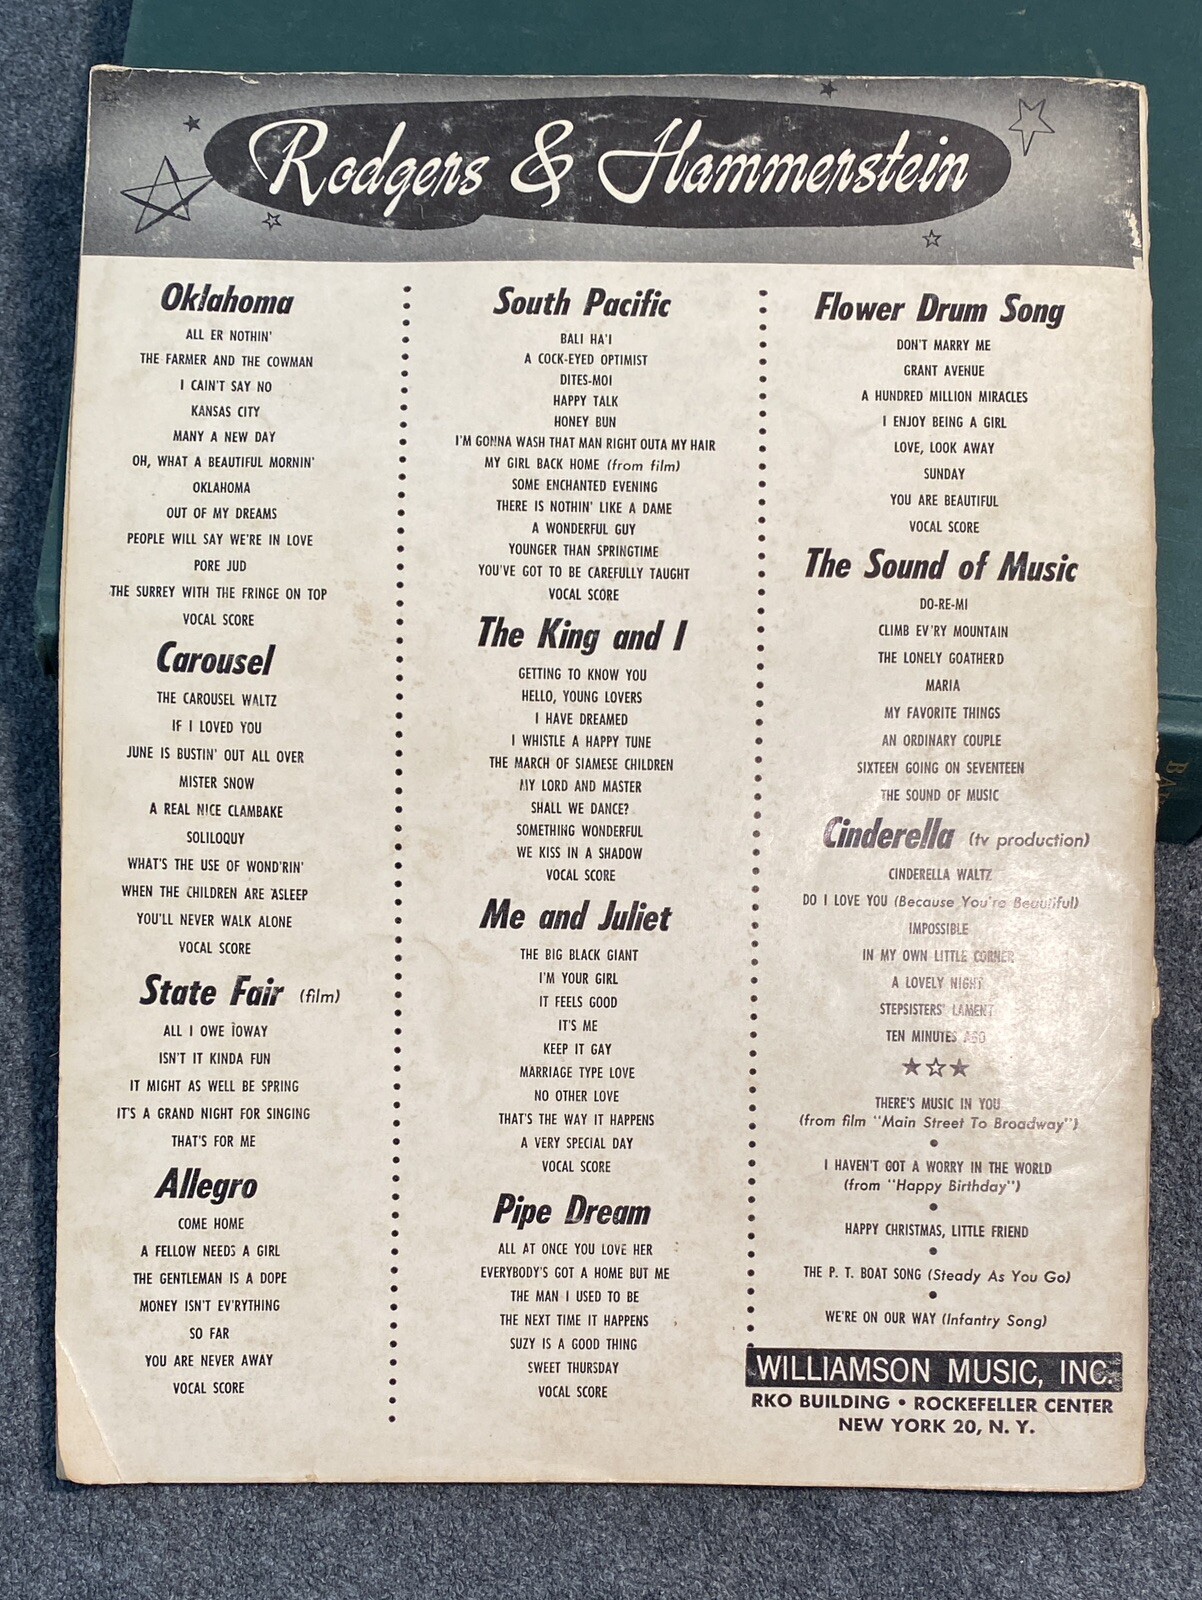 Rodgers & Hammerstein
Oklahoma
ALL ER NOTHIN'
THE FARMER AND THE COWMAN
I CAIN'T SAY NO
KANSAS CITY
MANY A NEW DAY
OH, WHAT A BEAUTIFUL MORNIN'
OKLAHOMA
OUT OF MY DREAMS
PEOPLE WILL SAY WE'RE IN LOVE
PORE JUD
THE SURREY WITH THE FRINGE ON TOP
VOCAL SCORE
Carousel
THE CAROUSEL WALTZ
IF I LOVED YOU
JUNE IS BUSTIN' OUT ALL OVER
MISTER SNOW
A REAL NICE CLAMBAKE
SOLILOQUY
WHAT'S THE USE OF WOND'RIN'
WHEN THE CHILDREN ARE ASLEEP
YOU'LL NEVER WALK ALONE
VOCAL SCORE
State Fair (film)
ALL I OWE IOWAY
ISN'T IT KINDA FUN
IT MIGHT AS WELL BE SPRING
IT'S A GRAND NIGHT FOR SINGING
THAT'S FOR ME
Allegro
COME HOME
A FELLOW NEEDS A GIRL
THE GENTLEMAN IS A DOPE
MONEY ISN'T EV'RYTHING
SO FAR
YOU ARE NEVER AWAY
VOCAL SCORE
South Pacific
BALI HA'I
A COCK-EYED OPTIMIST
DITES-MOI
HAPPY TALK
HONEY BUN
I'M GONNA WASH THAT MAN RIGHT OUTA MY HAIR
MY GIRL BACK HOME (from film)
SOME ENCHANTED EVENING
THERE IS NOTHIN' LIKE A DAME
A WONDERFUL GUY
YOUNGER THAN SPRINGTIME
YOU'VE GOT TO BE CAREFULLY TAUGHT
VOCAL SCORE
The King and I
GETTING TO KNOW YOU
HELLO, YOUNG LOVERS
I HAVE DREAMED
I WHISTLE A HAPPY TUNE
THE MARCH OF SIAMESE CHILDREN
MY LORD AND MASTER
SHALL WE DANCE?
SOMETHING WONDERFUL
WE KISS IN A SHADOW
VOCAL SCORE
Me and Juliet
THE BIG BLACK GIANT
I'M YOUR GIRL
IT FEELS GOOD
IT'S ME
KEEP IT GAY
MARRIAGE TYPE LOVE
NO OTHER LOVE
THAT'S THE WAY IT HAPPENS
A VERY SPECIAL DAY
VOCAL SCORE
Pipe Dream
ALL AT ONCE YOU LOVE HER
EVERYBODY'S GOT A HOME BUT ME
THE MAN I USED TO BE
THE NEXT TIME IT HAPPENS
SUZY IS A GOOD THING
SWEET THURSDAY
VOCAL SCORE
Flower Drum Song
DON'T MARRY ME
GRANT AVENUE
A HUNDRED MILLION MIRACLES
I ENJOY BEING A GIRL
LOVE, LOOK AWAY
SUNDAY
YOU ARE BEAUTIFUL
VOCAL SCORE
The Sound of Music
DO-RE-MI
CLIMB EV'RY MOUNTAIN
THE LONELY GOATHERD
MARIA
MY FAVORITE THINGS
AN ORDINARY COUPLE
SIXTEEN GOING ON SEVENTEEN
THE SOUND OF MUSIC
Cinderella (tv production)
CINDERELLA WALTZ
DO I LOVE YOU (Because You're Beautiful)
IMPOSSIBLE
IN MY OWN LITTLE CORNER
A LOVELY NIGHT
STEPSISTERS' LAMENT
TEN MINUTES AGO
THERE'S MUSIC IN YOU
(from film "Main Street To Broadway")
I HAVEN'T GOT A WORRY IN THE WORLD
(from "Happy Birthday")
HAPPY CHRISTMAS, LITTLE FRIEND
THE P. T. BOAT SONG (Steady As You Go)
WE'RE ON OUR WAY (Infantry Song)
WILLIAMSON MUSIC, INC.
RKO BUILDING • ROCKEFELLER CENTER
NEW YORK 20, N. Y.